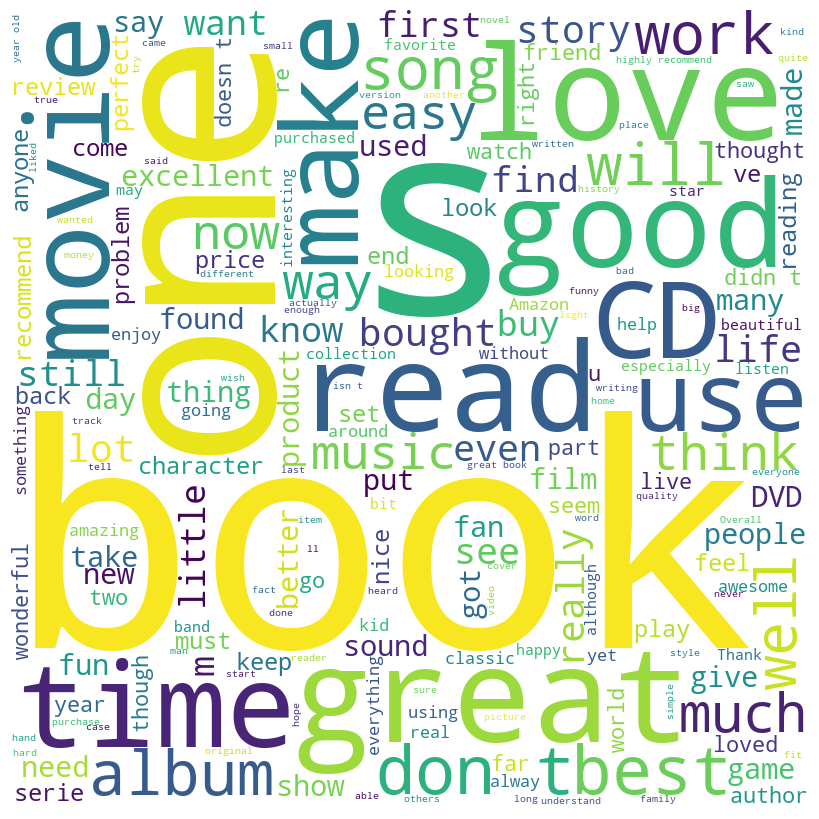 book
one
s
love
good
great
read
time
movie
make
use
CD
work
song
will
story
first
easy
want
say
review
perfect
doesn t
re
favorite
friend
right
made
thought
ve
star
reading
didn t
many
beautiful
life
listen
think
DVD
people
feel
awesome
well
play
give
much
loved
game
author
best
don t
album
show
need
serie
year
fun
though
must
m
keep
sound
kid
classic
happy
yet
although
really
seem
film
live
part
even
music
put
fan
see
got
go
nice
better
little
new
two
take
amazing
wonderful
something
back
day
lot
still
thing
going
found
enjoy
recommend
problem
price
now
excellent
come
anyone
may
said
purchased
used
watch
find
look
looking
end
way
know
bought
buy
Amazon
without
help
especially
u
set
around
character
product
collection
interesting
different
actually
enough
wish
isn t
writing
home
light
big
bad
funny
history
place
written
another
version
novel
saw
highly recommend
kind
quite
year old
true
liked
came
try
small
wanted
money
track
tell
last
great book
item
ll
bit
fact
done
heard
cover
video
word
quality
everyone
Overall
never
Thank
style
simple
world
real
using
everything
far
alway
others
long
understand
family
fit
able
picture
sure
hope
start
reader
man
band
purchase
case
hand
hard
original